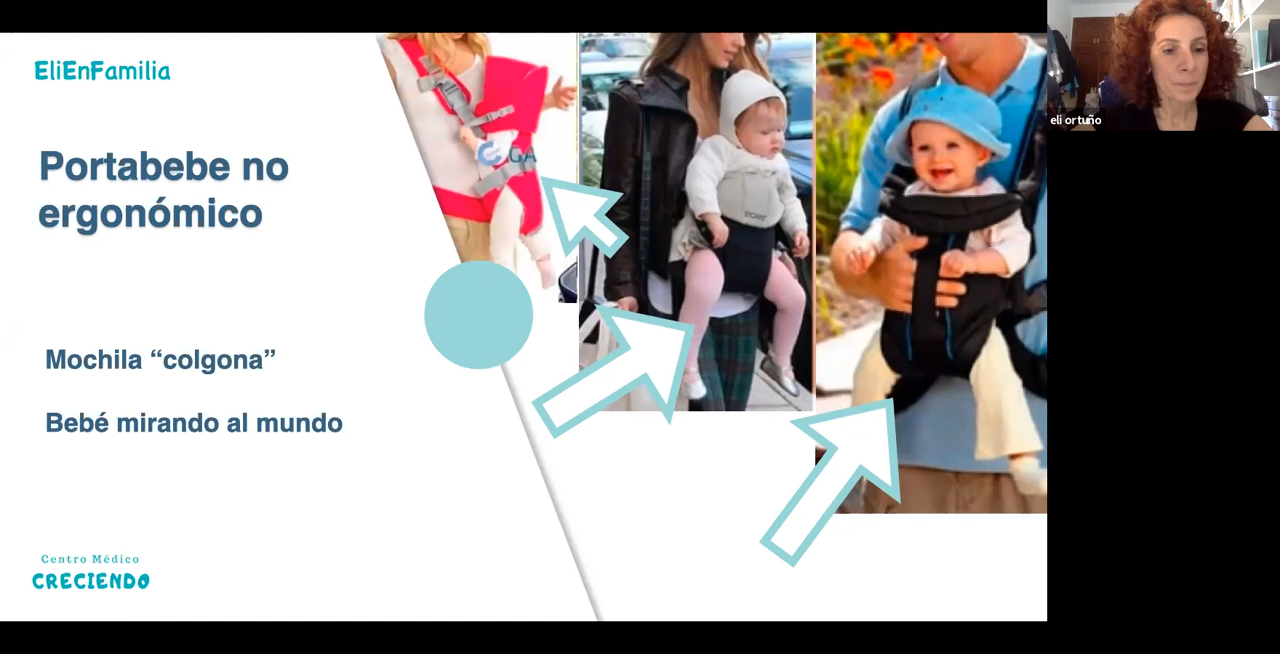 EliEnFamilia
Portabebe no
ergonómico
Mochila “colgona”
Bebé mirando al mundo
Centro Médico
CRECIENDO
eli ortuño